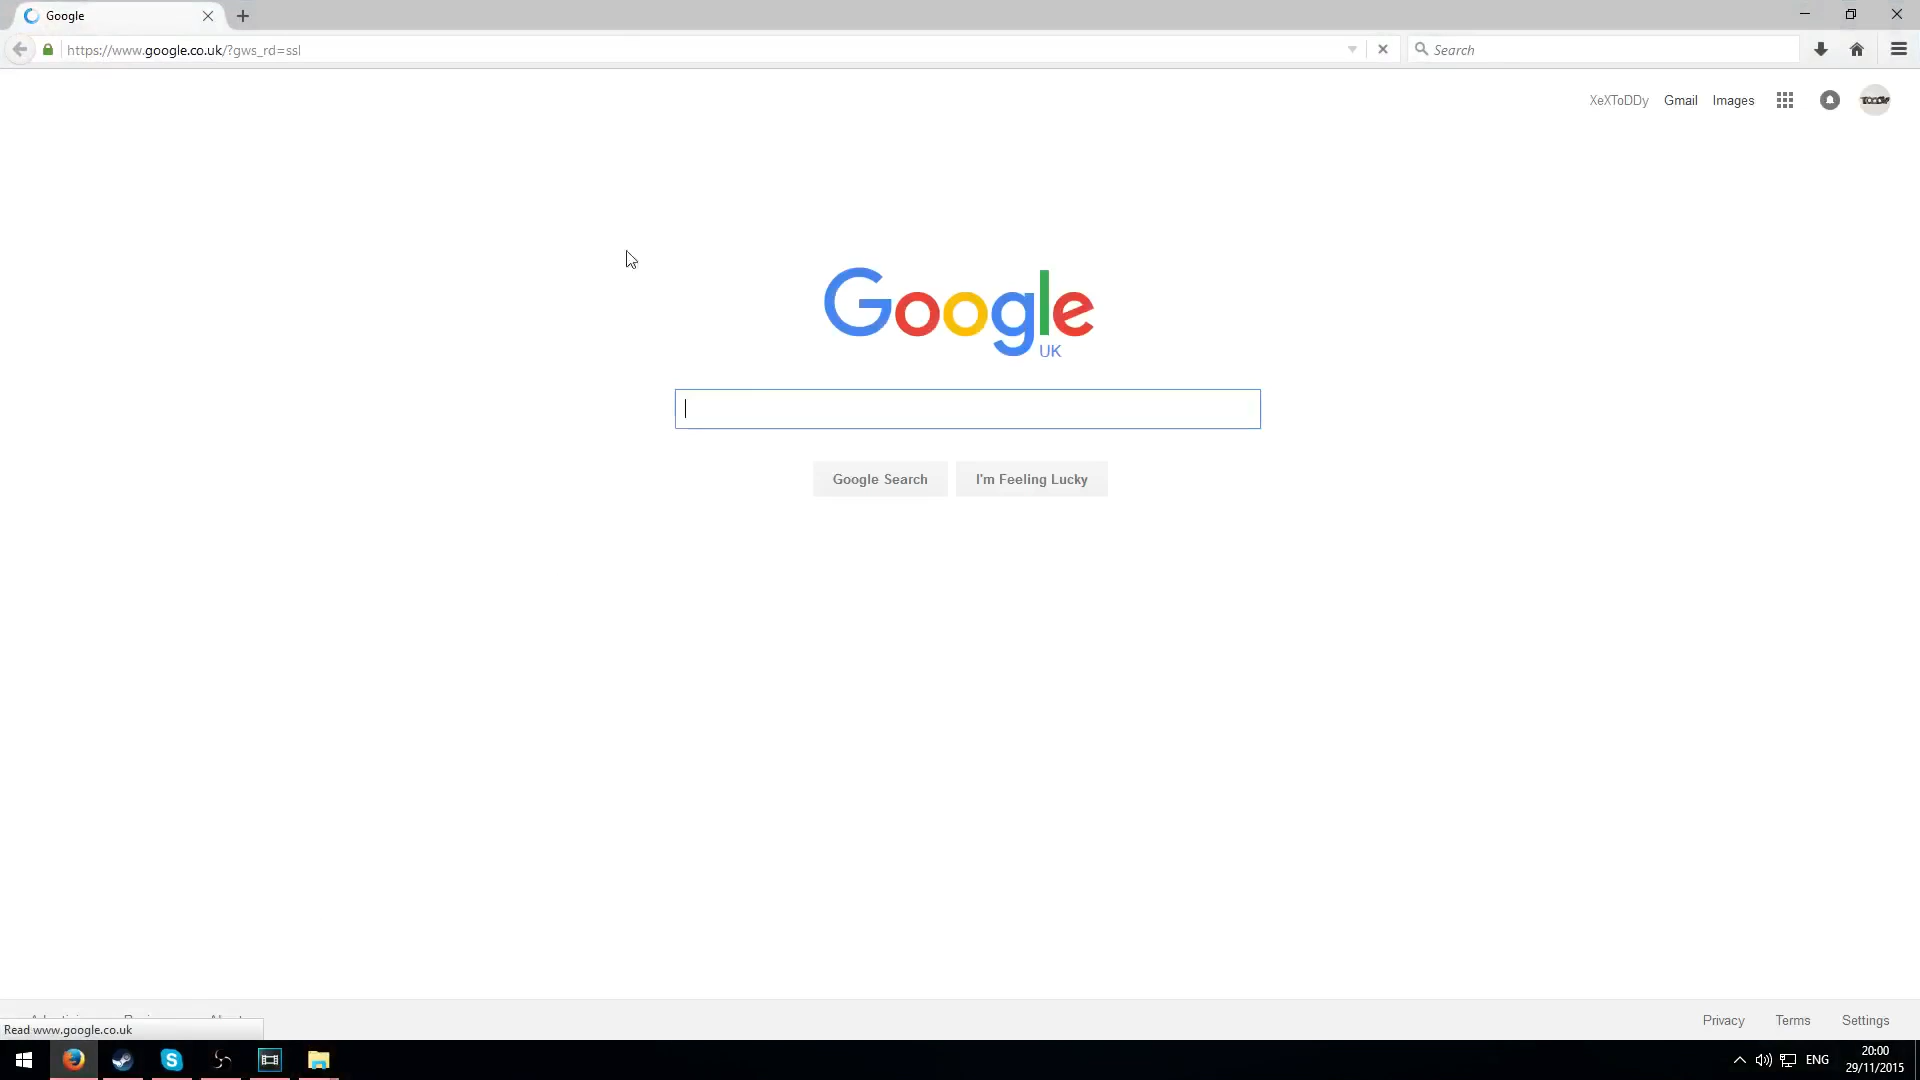 Google
https://www.google.co.uk/?gws_rd=ssl
Search
XeXToDDy Gmail Images
Google
UK
Google Search I'm Feeling Lucky
Privacy Terms Settings
Read www.google.co.uk
ENG
20:00
29/11/2015